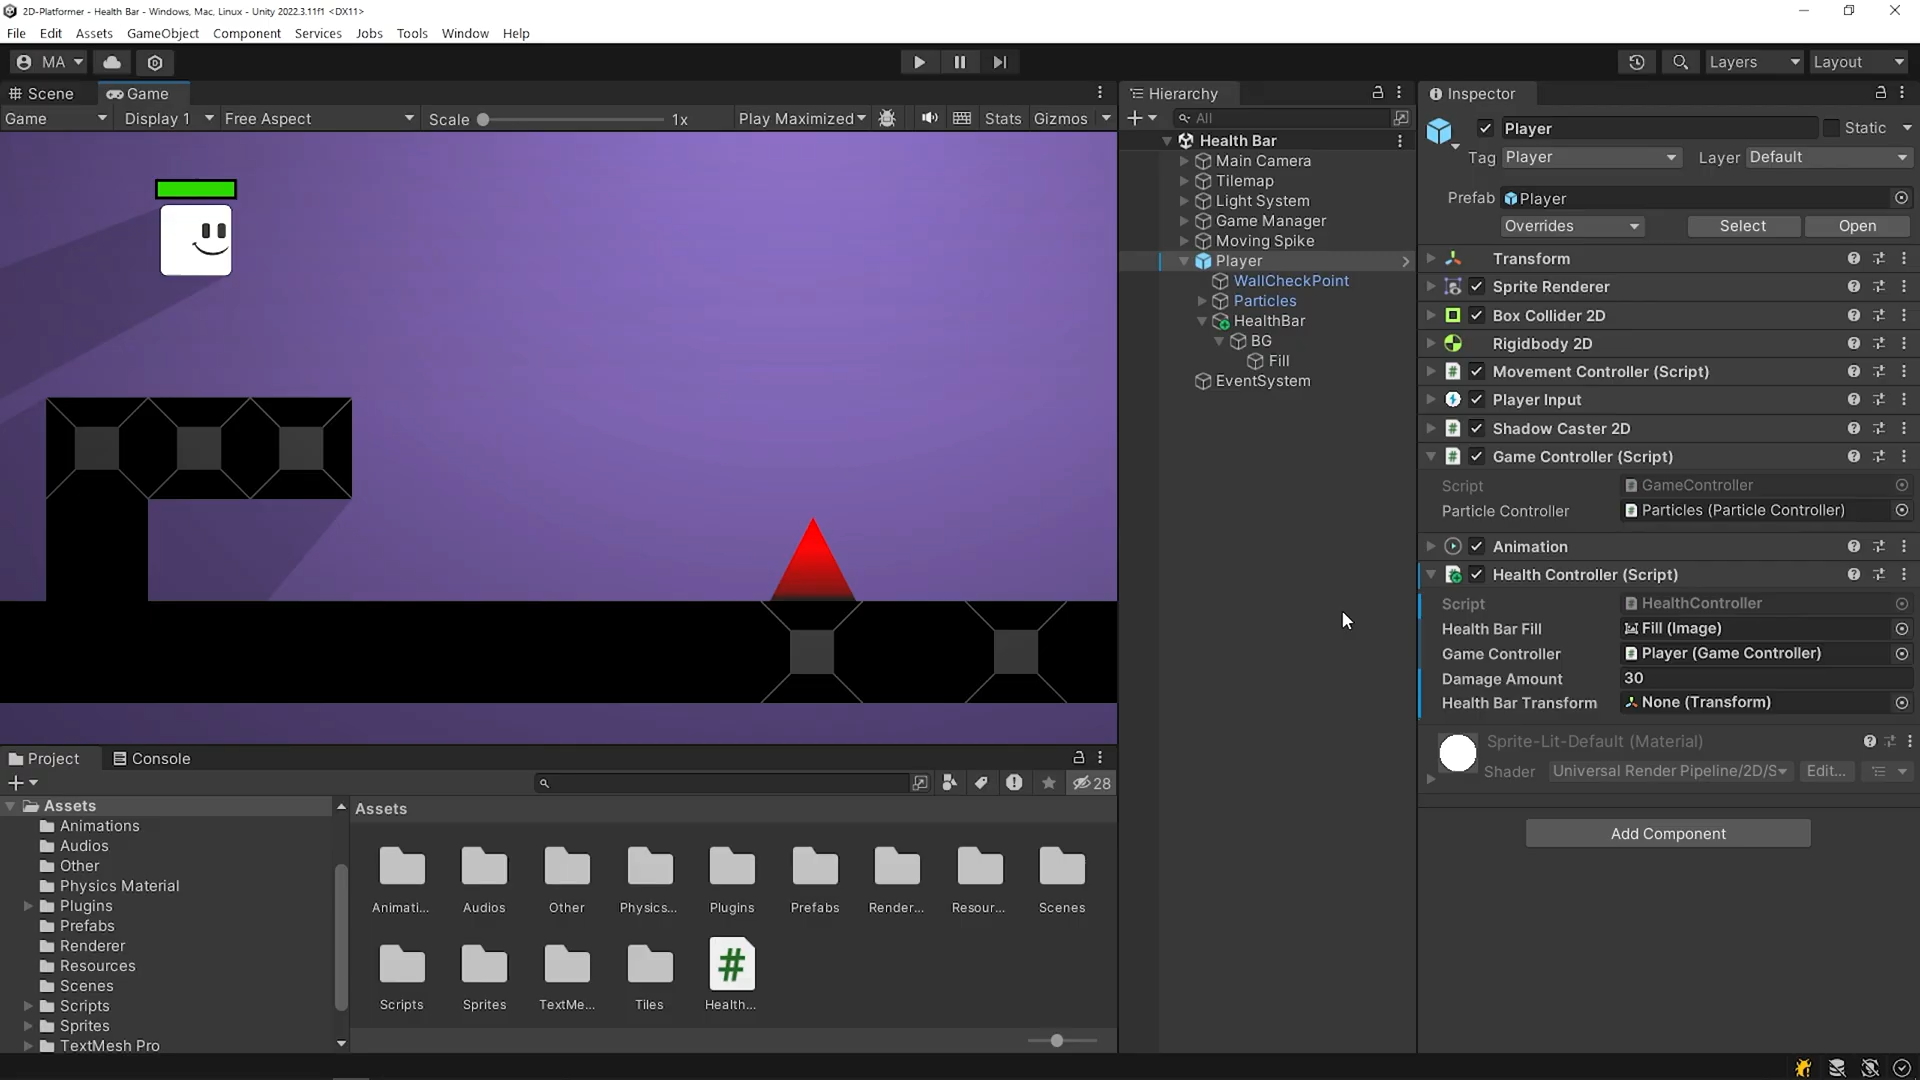 2D-Platformer - Health Bar - Windows, Mac, Linux - Unity 2022.3.11f1 <DX11>
File Edit Assets GameObject Component Services Jobs Tools Window Help
MA
Layers Layout
Scene Game
Game Display 1 Free Aspect Scale 1x Play Maximized Stats Gizmos
Hierarchy
All
Health Bar
Main Camera
Tilemap
Light System
Game Manager
Moving Spike
Player
WallCheckPoint
Particles
HealthBar
BG
Fill
EventSystem
Inspector
Player Static
Tag Player Layer Default
Prefab Player
Overrides Select Open
Transform
Sprite Renderer
Box Collider 2D
Rigidbody 2D
Movement Controller (Script)
Player Input
Shadow Caster 2D
Game Controller (Script)
Script GameController
Particle Controller Particles (Particle Controller)
Animation
Health Controller (Script)
Script HealthController
Health Bar Fill Fill (Image)
Game Controller Player (Game Controller)
Damage Amount 30
Health Bar Transform None (Transform)
Sprite-Lit-Default (Material)
Shader Universal Render Pipeline/2D/S Edit...
Add Component
Project Console
28
Assets
Animations
Audios
Other
Physics Material
Plugins
Prefabs
Renderer
Resources
Scenes
Scripts
Sprites
TextMesh Pro
Assets
Animati... Audios Other Physics... Plugins Prefabs Render... Resour... Scenes
Scripts Sprites TextMe... Tiles Health...